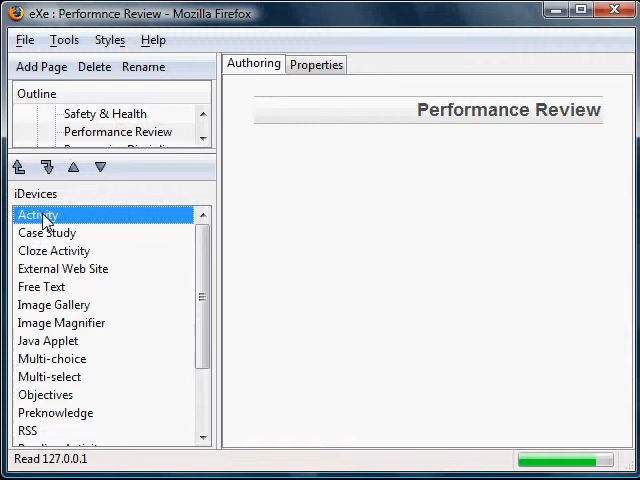 eXe : Performnce Review - Mozilla Firefox
File Tools Styles Help
Add Page Delete Rename
Authoring Properties
Outline
Safety & Health
Performance Review
Performance Review
iDevices
Activity
Case Study
Cloze Activity
External Web Site
Free Text
Image Gallery
Image Magnifier
Java Applet
Multi-choice
Multi-select
Objectives
Preknowledge
RSS
Read 127.0.0.1